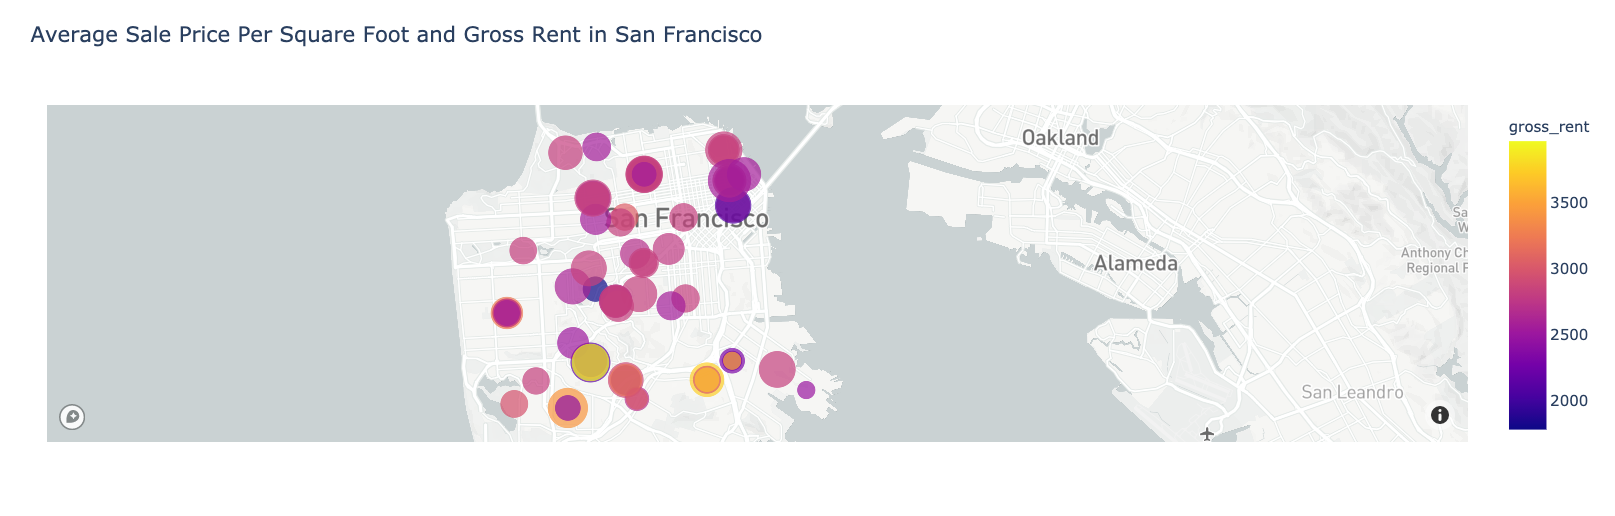 Average Sale Price Per Square Foot and Gross Rent in San Francisco
gross_rent
Oakland
San Francisco
Sa
W
Anthony Ch
Regional P
Alameda
San Leandro
3500
3000
2500
2000